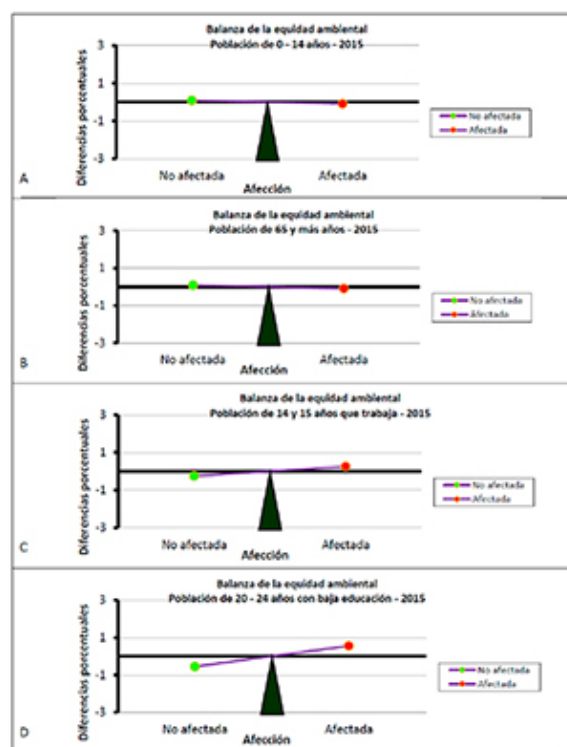 Balanza de la equidad ambiental
Población de 0 - 14 años - 2015
Diferencias porcentuales
3
1
-1
-3
No afectada
Afectada
Afección
No afectada
Afectada
A
Balanza de la equidad ambiental
Población de 65 y más años - 2015
Diferencias porcentuales
3
1
-1
-3
No afectada
Afectada
Afección
No afectada
Afectada
B
Balanza de la equidad ambiental
Población de 14 y 15 años que trabaja - 2015
Diferencias porcentuales
3
1
-1
-3
No afectada
Afectada
Afección
No afectada
Afectada
C
Balanza de la equidad ambiental
Población de 20 - 24 años con baja educación - 2015
Diferencias porcentuales
3
1
-1
-3
No afectada
Afectada
Afección
No afectada
Afectada
D